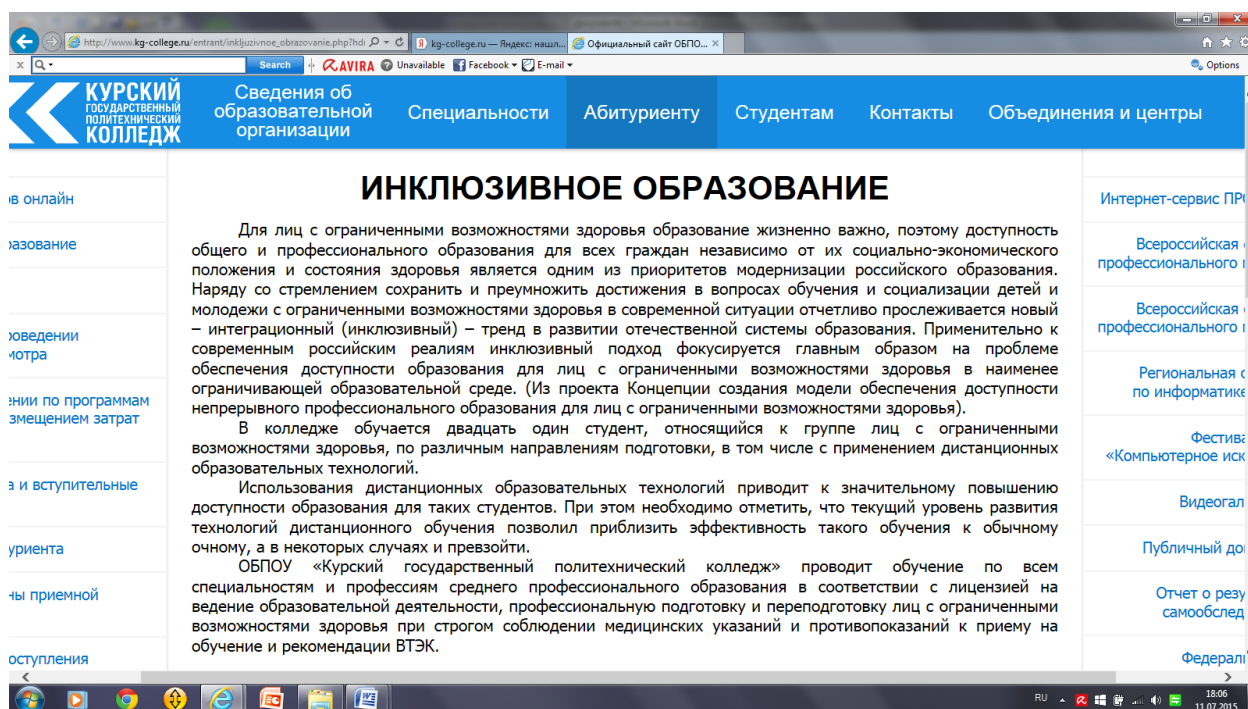 http://www.kg-college.ru/entrant/inkljuzivnoe_obrazovanie.php?hdi
kg-college.ru — Яндекс: нашл...
Официальный сайт ОБПО...
Search
AVIRA
Unavailable
Facebook
E-mail
Options
КУРСКИЙ
ГОСУДАРСТВЕННЫЙ
ПОЛИТЕХНИЧЕСКИЙ
КОЛЛЕДЖ
Сведения об
образовательной
организации
Специальности
Абитуриенту
Студентам
Контакты
Объединения и центры
ов онлайн
разование
роведении
мотра
ении по программам
змещением затрат
а и вступительные
уриента
ны приемной
оступления
ИНКЛЮЗИВНОЕ ОБРАЗОВАНИЕ
Для лиц с ограниченными возможностями здоровья образование жизненно важно, поэтому доступность
общего и профессионального образования для всех граждан независимо от их социально-экономического
положения и состояния здоровья является одним из приоритетов модернизации российского образования.
Наряду со стремлением сохранить и преумножить достижения в вопросах обучения и социализации детей и
молодежи с ограниченными возможностями здоровья в современной ситуации отчетливо прослеживается новый
– интеграционный (инклюзивный) – тренд в развитии отечественной системы образования. Применительно к
современным российским реалиям инклюзивный подход фокусируется главным образом на проблеме
обеспечения доступности образования для лиц с ограниченными возможностями здоровья в наименее
ограничивающей образовательной среде. (Из проекта Концепции создания модели обеспечения доступности
непрерывного профессионального образования для лиц с ограниченными возможностями здоровья).
В колледже обучается двадцать один студент, относящийся к группе лиц с ограниченными
возможностями здоровья, по различным направлениям подготовки, в том числе с применением дистанционных
образовательных технологий.
Использования дистанционных образовательных технологий приводит к значительному повышению
доступности образования для таких студентов. При этом необходимо отметить, что текущий уровень развития
технологий дистанционного обучения позволил приблизить эффективность такого обучения к обычному
очному, а в некоторых случаях и превзойти.
ОБПОУ «Курский государственный политехнический колледж» проводит обучение по всем
специальностям и профессиям среднего профессионального образования в соответствии с лицензией на
ведение образовательной деятельности, профессиональную подготовку и переподготовку лиц с ограниченными
возможностями здоровья при строгом соблюдении медицинских указаний и противопоказаний к приему на
обучение и рекомендации ВТЭК.
Интернет-сервис ПР
Всероссийская
профессионального
Всероссийская
профессионального
Региональная
по информатике
Фестива
«Компьютерное иск
Видеогал
Публичный до
Отчет о резу
самообслед
Федерал
RU
18:06
11.07.2015